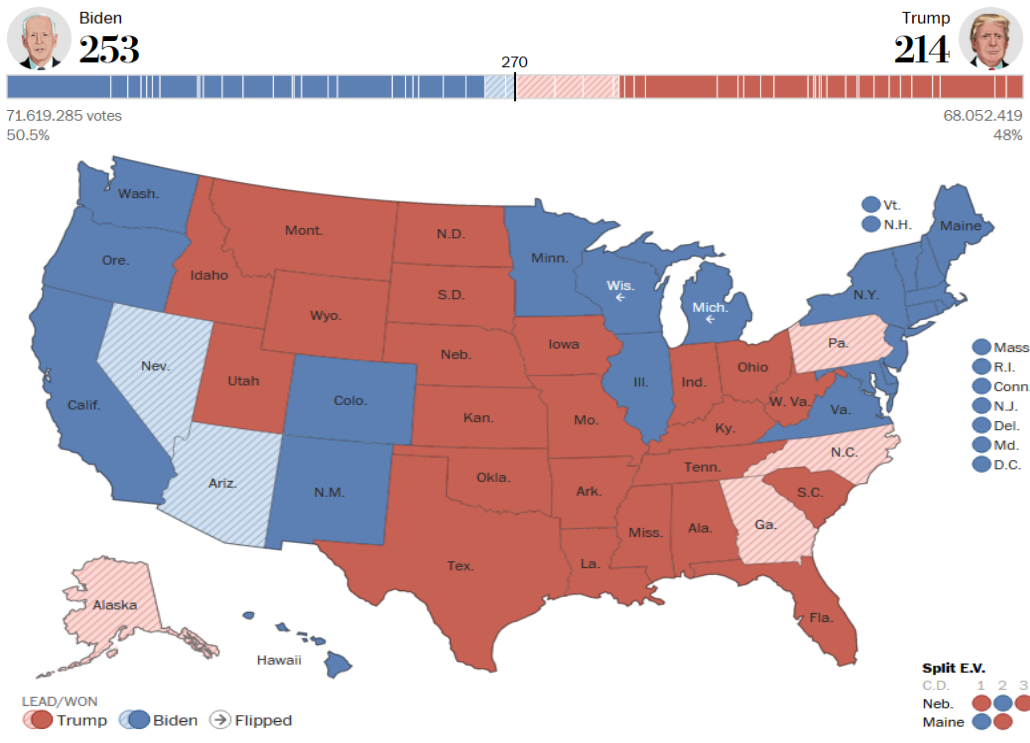 Biden
253
Trump
214
270
71.619.285 votes
50.5%
68.052.419
48%
Wash.
Ore.
Calif.
Nev.
Idaho
Mont.
Wyo.
Utah
Ariz.
Colo.
N.M.
N.D.
S.D.
Neb.
Kan.
Okla.
Tex.
Minn.
Iowa
Mo.
Ark.
La.
Wis.
←
Ill.
Mich.
←
Ind.
Ohio
Ky.
Tenn.
Miss.
Ala.
Ga.
Fla.
S.C.
N.C.
Va.
W. Va.
Pa.
N.Y.
Maine
Vt.
N.H.
Mass
R.I.
Conn
N.J.
Del.
Md.
D.C.
Alaska
Hawaii
LEAD/WON
Trump Biden → Flipped
Split E.V.
C.D. 1 2 3
Neb.
Maine